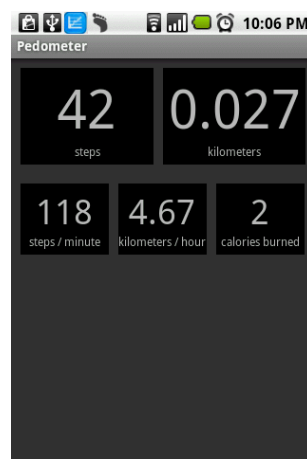 10:06 PM
Pedometer
42 0.027
steps kilometers
118 4.67 2
steps / minute kilometers / hour calories burned